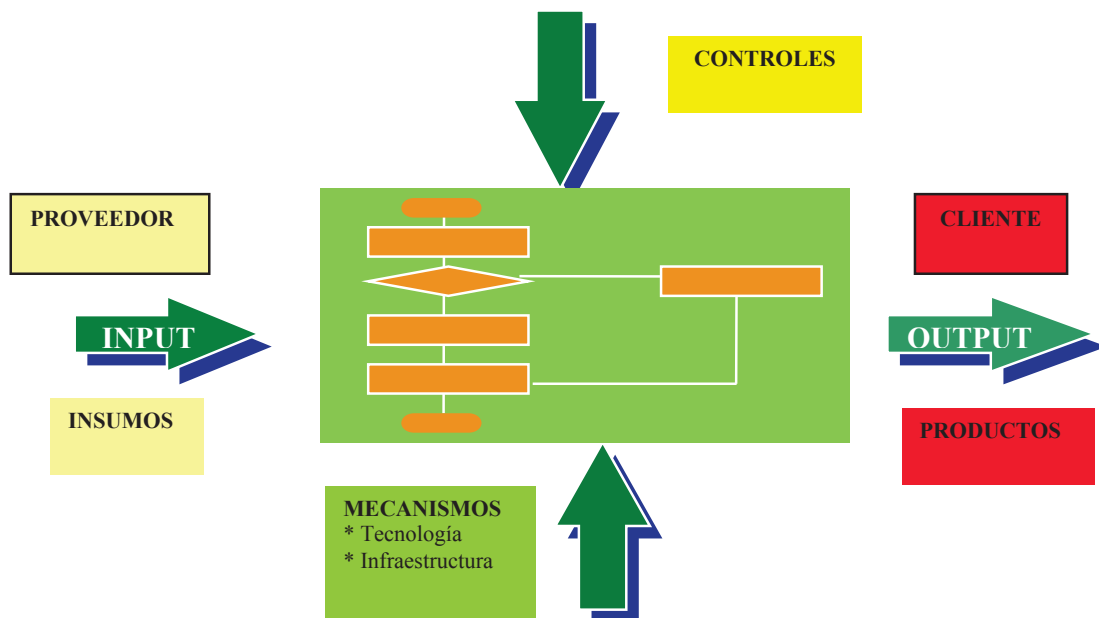 CONTROLES
PROVEEDOR
CLIENTE
INPUT
OUTPUT
INSUMOS
PRODUCTOS
MECANISMOS
* Tecnología
* Infraestructura